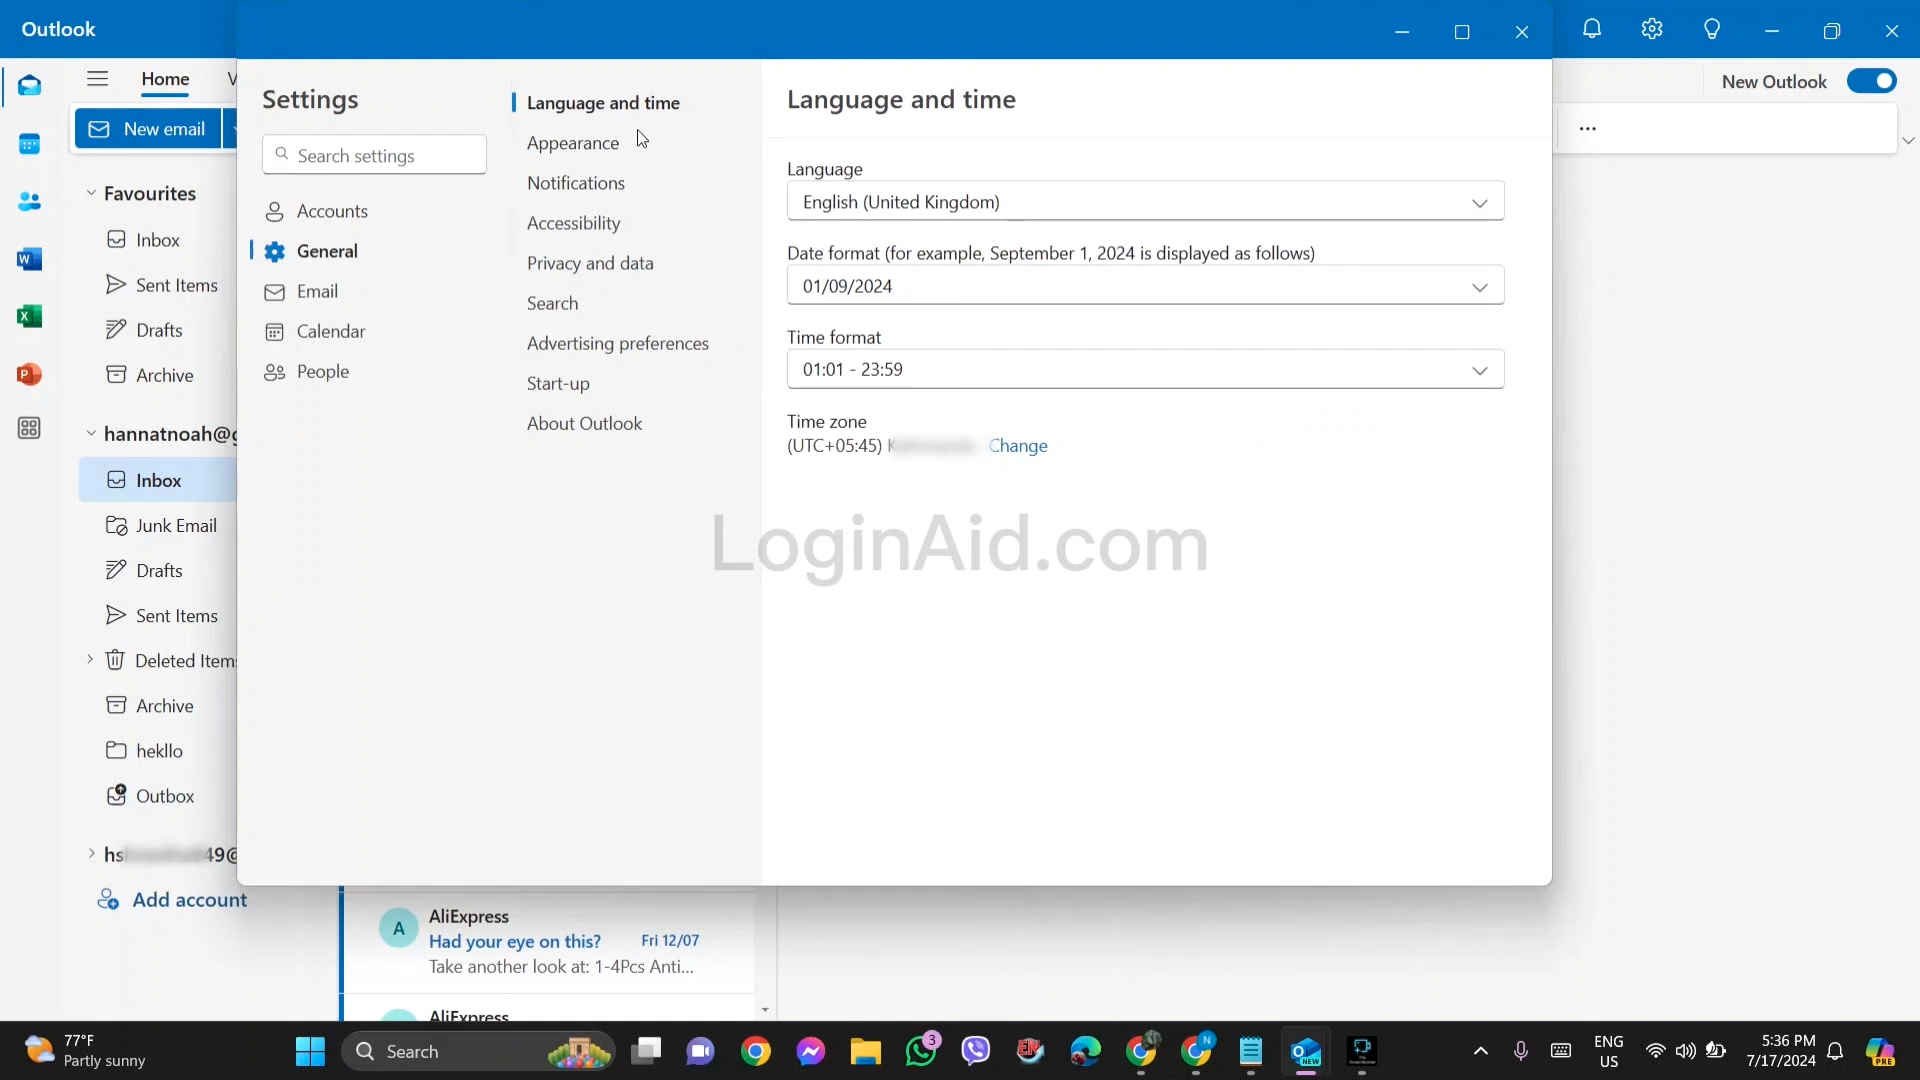 Outlook
Home
New email
New Outlook
Favourites
Inbox
Sent Items
Drafts
Archive
hannatnoah@
Inbox
Junk Email
Drafts
Sent Items
Deleted Item
Archive
hekllo
Outbox
49@
Add account
Settings
Search settings
Accounts
General
Email
Calendar
People
Language and time
Appearance
Notifications
Accessibility
Privacy and data
Search
Advertising preferences
Start-up
About Outlook
Language and time
Language
English (United Kingdom)
Date format (for example, September 1, 2024 is displayed as follows)
01/09/2024
Time format
01:01 - 23:59
Time zone
(UTC+05:45) Change
LoginAid.com
A
AliExpress
Had your eye on this? Fri 12/07
Take another look at: 1-4Pcs Anti...
AliExpress
77°F
Partly sunny
Search
3
N
NEW
ENG
US
5:36 PM
7/17/2024
PRE